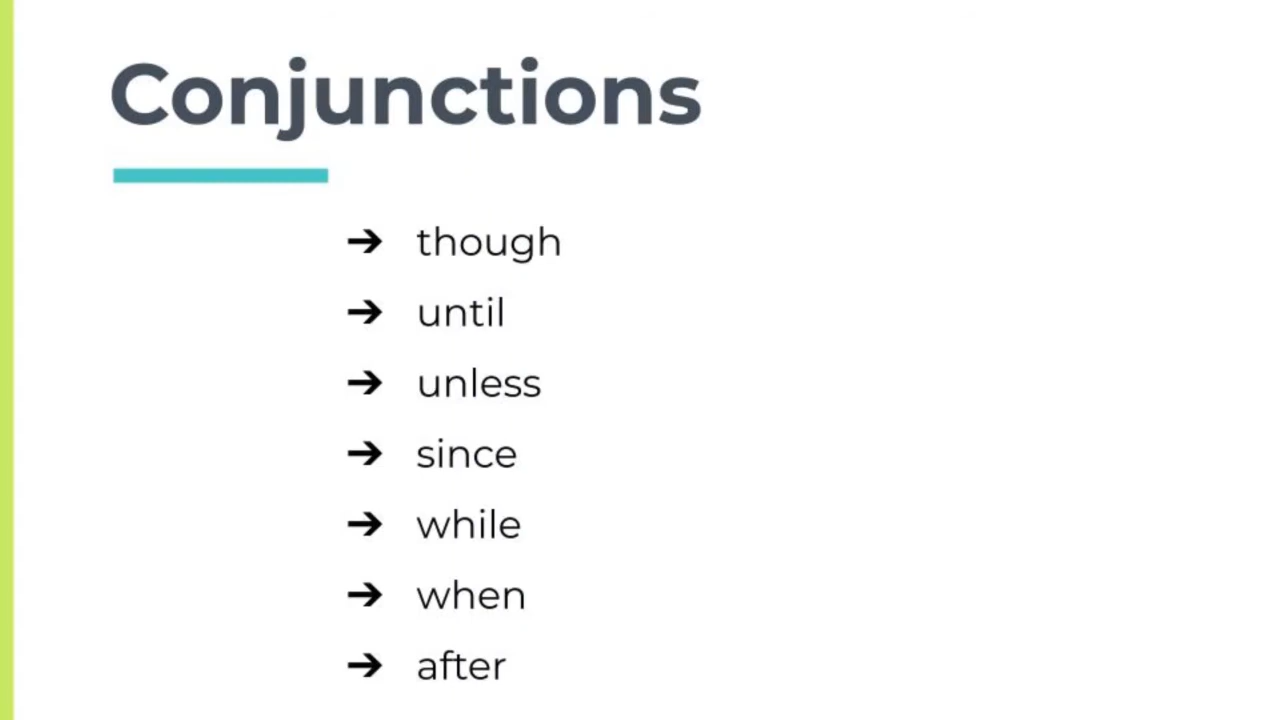 Conjunctions
➔ though
➔ until
➔ unless
➔ since
➔ while
➔ when
➔ after